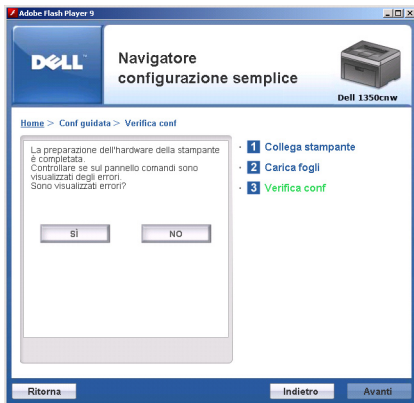 Adobe Flash Player 9
DELL™
Navigatore
configurazione semplice
Dell 1350cnw
Home > Conf guidata > Verifica conf
La preparazione dell'hardware della stampante
è completata.
Controllare se sul pannello comandi sono
visualizzati degli errori.
Sono visualizzati errori?
SÌ
NO
1 Collega stampante
2 Carica fogli
3 Verifica conf
Ritorna
Indietro
Avanti